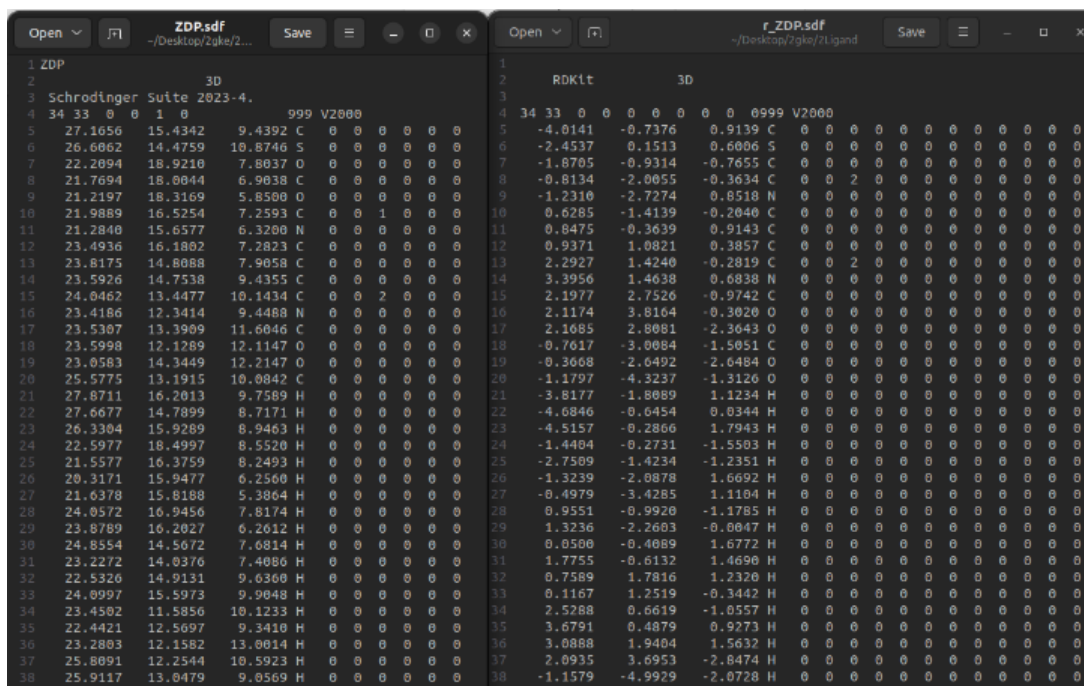 Open
ZDP.sdf
~/Desktop/2gke/2...
Save
1 ZDP
2 3D
3 Schrodinger Suite 2023-4.
4 34 33 0 0 1 0 999 V2000
5 27.1656 15.4342 9.4392 C 0 0 0 0 0 0
6 26.6062 14.4759 10.8746 S 0 0 0 0 0 0
7 22.2094 18.9210 7.8037 O 0 0 0 0 0 0
8 21.7694 18.0044 6.9038 C 0 0 0 0 0 0
9 21.2197 18.3169 5.8500 O 0 0 0 0 0 0
10 21.9889 16.5254 7.2593 C 0 0 1 0 0 0
11 21.2840 15.6577 6.3200 N 0 0 0 0 0 0
12 23.4936 16.1802 7.2823 C 0 0 0 0 0 0
13 23.8175 14.8088 7.9058 C 0 0 0 0 0 0
14 23.5926 14.7538 9.4355 C 0 0 0 0 0 0
15 24.0462 13.4477 10.1434 C 0 0 2 0 0 0
16 23.4186 12.3414 9.4488 N 0 0 0 0 0 0
17 23.5307 13.3909 11.6046 C 0 0 0 0 0 0
18 23.5998 12.1289 12.1147 O 0 0 0 0 0 0
19 23.0583 14.3449 12.2147 O 0 0 0 0 0 0
20 25.5775 13.1915 10.0842 C 0 0 0 0 0 0
21 27.8711 16.2013 9.7589 H 0 0 0 0 0 0
22 27.6677 14.7899 8.7171 H 0 0 0 0 0 0
23 26.3304 15.9289 8.9463 H 0 0 0 0 0 0
24 22.5977 18.4997 8.5520 H 0 0 0 0 0 0
25 21.5577 16.3759 8.2493 H 0 0 0 0 0 0
26 20.3171 15.9477 6.2560 H 0 0 0 0 0 0
27 21.6378 15.8188 5.3864 H 0 0 0 0 0 0
28 24.0572 16.9456 7.8174 H 0 0 0 0 0 0
29 23.8789 16.2027 6.2612 H 0 0 0 0 0 0
30 24.8554 14.5672 7.6814 H 0 0 0 0 0 0
31 23.2272 14.0376 7.4086 H 0 0 0 0 0 0
32 22.5326 14.9131 9.6360 H 0 0 0 0 0 0
33 24.0997 15.5973 9.9048 H 0 0 0 0 0 0
34 23.4502 11.5856 10.1233 H 0 0 0 0 0 0
35 22.4421 12.5697 9.3410 H 0 0 0 0 0 0
36 23.2803 12.1582 13.0014 H 0 0 0 0 0 0
37 25.8091 12.2544 10.5923 H 0 0 0 0 0 0
38 25.9117 13.0479 9.0569 H 0 0 0 0 0 0
Open
r_ZDP.sdf
~/Desktop/2gke/2Ligand
Save
1
2 RDKit 3D
3
4 34 33 0 0 0 0 0 0 0 0999 V2000
5 -4.0141 -0.7376 0.9139 C 0 0 0 0 0 0 0 0 0 0 0 0
6 -2.4537 0.1513 0.6006 S 0 0 0 0 0 0 0 0 0 0 0 0
7 -1.8705 -0.9314 -0.7655 C 0 0 0 0 0 0 0 0 0 0 0 0
8 -0.8134 -2.0055 -0.3634 C 0 0 2 0 0 0 0 0 0 0 0 0
9 -1.2310 -2.7274 0.8518 N 0 0 0 0 0 0 0 0 0 0 0 0
10 0.6285 -1.4139 -0.2040 C 0 0 0 0 0 0 0 0 0 0 0 0
11 0.8475 -0.3639 0.9143 C 0 0 0 0 0 0 0 0 0 0 0 0
12 0.9371 1.0821 0.3857 C 0 0 0 0 0 0 0 0 0 0 0 0
13 2.2927 1.4240 -0.2819 C 0 0 2 0 0 0 0 0 0 0 0 0
14 3.3956 1.4638 0.6838 N 0 0 0 0 0 0 0 0 0 0 0 0
15 2.1977 2.7526 -0.9742 C 0 0 0 0 0 0 0 0 0 0 0 0
16 2.1174 3.8164 -0.3020 O 0 0 0 0 0 0 0 0 0 0 0 0
17 2.1685 2.8081 -2.3643 O 0 0 0 0 0 0 0 0 0 0 0 0
18 -0.7617 -3.0084 -1.5051 C 0 0 0 0 0 0 0 0 0 0 0 0
19 -0.3668 -2.6492 -2.6484 O 0 0 0 0 0 0 0 0 0 0 0 0
20 -1.1797 -4.3237 -1.3126 O 0 0 0 0 0 0 0 0 0 0 0 0
21 -3.8177 -1.8089 1.1234 H 0 0 0 0 0 0 0 0 0 0 0 0
22 -4.6846 -0.6454 0.0344 H 0 0 0 0 0 0 0 0 0 0 0 0
23 -4.5157 -0.2866 1.7943 H 0 0 0 0 0 0 0 0 0 0 0 0
24 -1.4404 -0.2731 -1.5503 H 0 0 0 0 0 0 0 0 0 0 0 0
25 -2.7509 -1.4234 -1.2351 H 0 0 0 0 0 0 0 0 0 0 0 0
26 -1.3239 -2.0878 1.6692 H 0 0 0 0 0 0 0 0 0 0 0 0
27 -0.4979 -3.4285 1.1104 H 0 0 0 0 0 0 0 0 0 0 0 0
28 0.9551 -0.9920 -1.1785 H 0 0 0 0 0 0 0 0 0 0 0 0
29 1.3236 -2.2603 -0.0047 H 0 0 0 0 0 0 0 0 0 0 0 0
30 0.0500 -0.4089 1.6772 H 0 0 0 0 0 0 0 0 0 0 0 0
31 1.7755 -0.6132 1.4690 H 0 0 0 0 0 0 0 0 0 0 0 0
32 0.7589 1.7816 1.2320 H 0 0 0 0 0 0 0 0 0 0 0 0
33 0.1167 1.2519 -0.3442 H 0 0 0 0 0 0 0 0 0 0 0 0
34 2.5288 0.6619 -1.0557 H 0 0 0 0 0 0 0 0 0 0 0 0
35 3.6791 0.4879 0.9273 H 0 0 0 0 0 0 0 0 0 0 0 0
36 3.0888 1.9404 1.5632 H 0 0 0 0 0 0 0 0 0 0 0 0
37 2.0935 3.6953 -2.8474 H 0 0 0 0 0 0 0 0 0 0 0 0
38 -1.1579 -4.9929 -2.0728 H 0 0 0 0 0 0 0 0 0 0 0 0